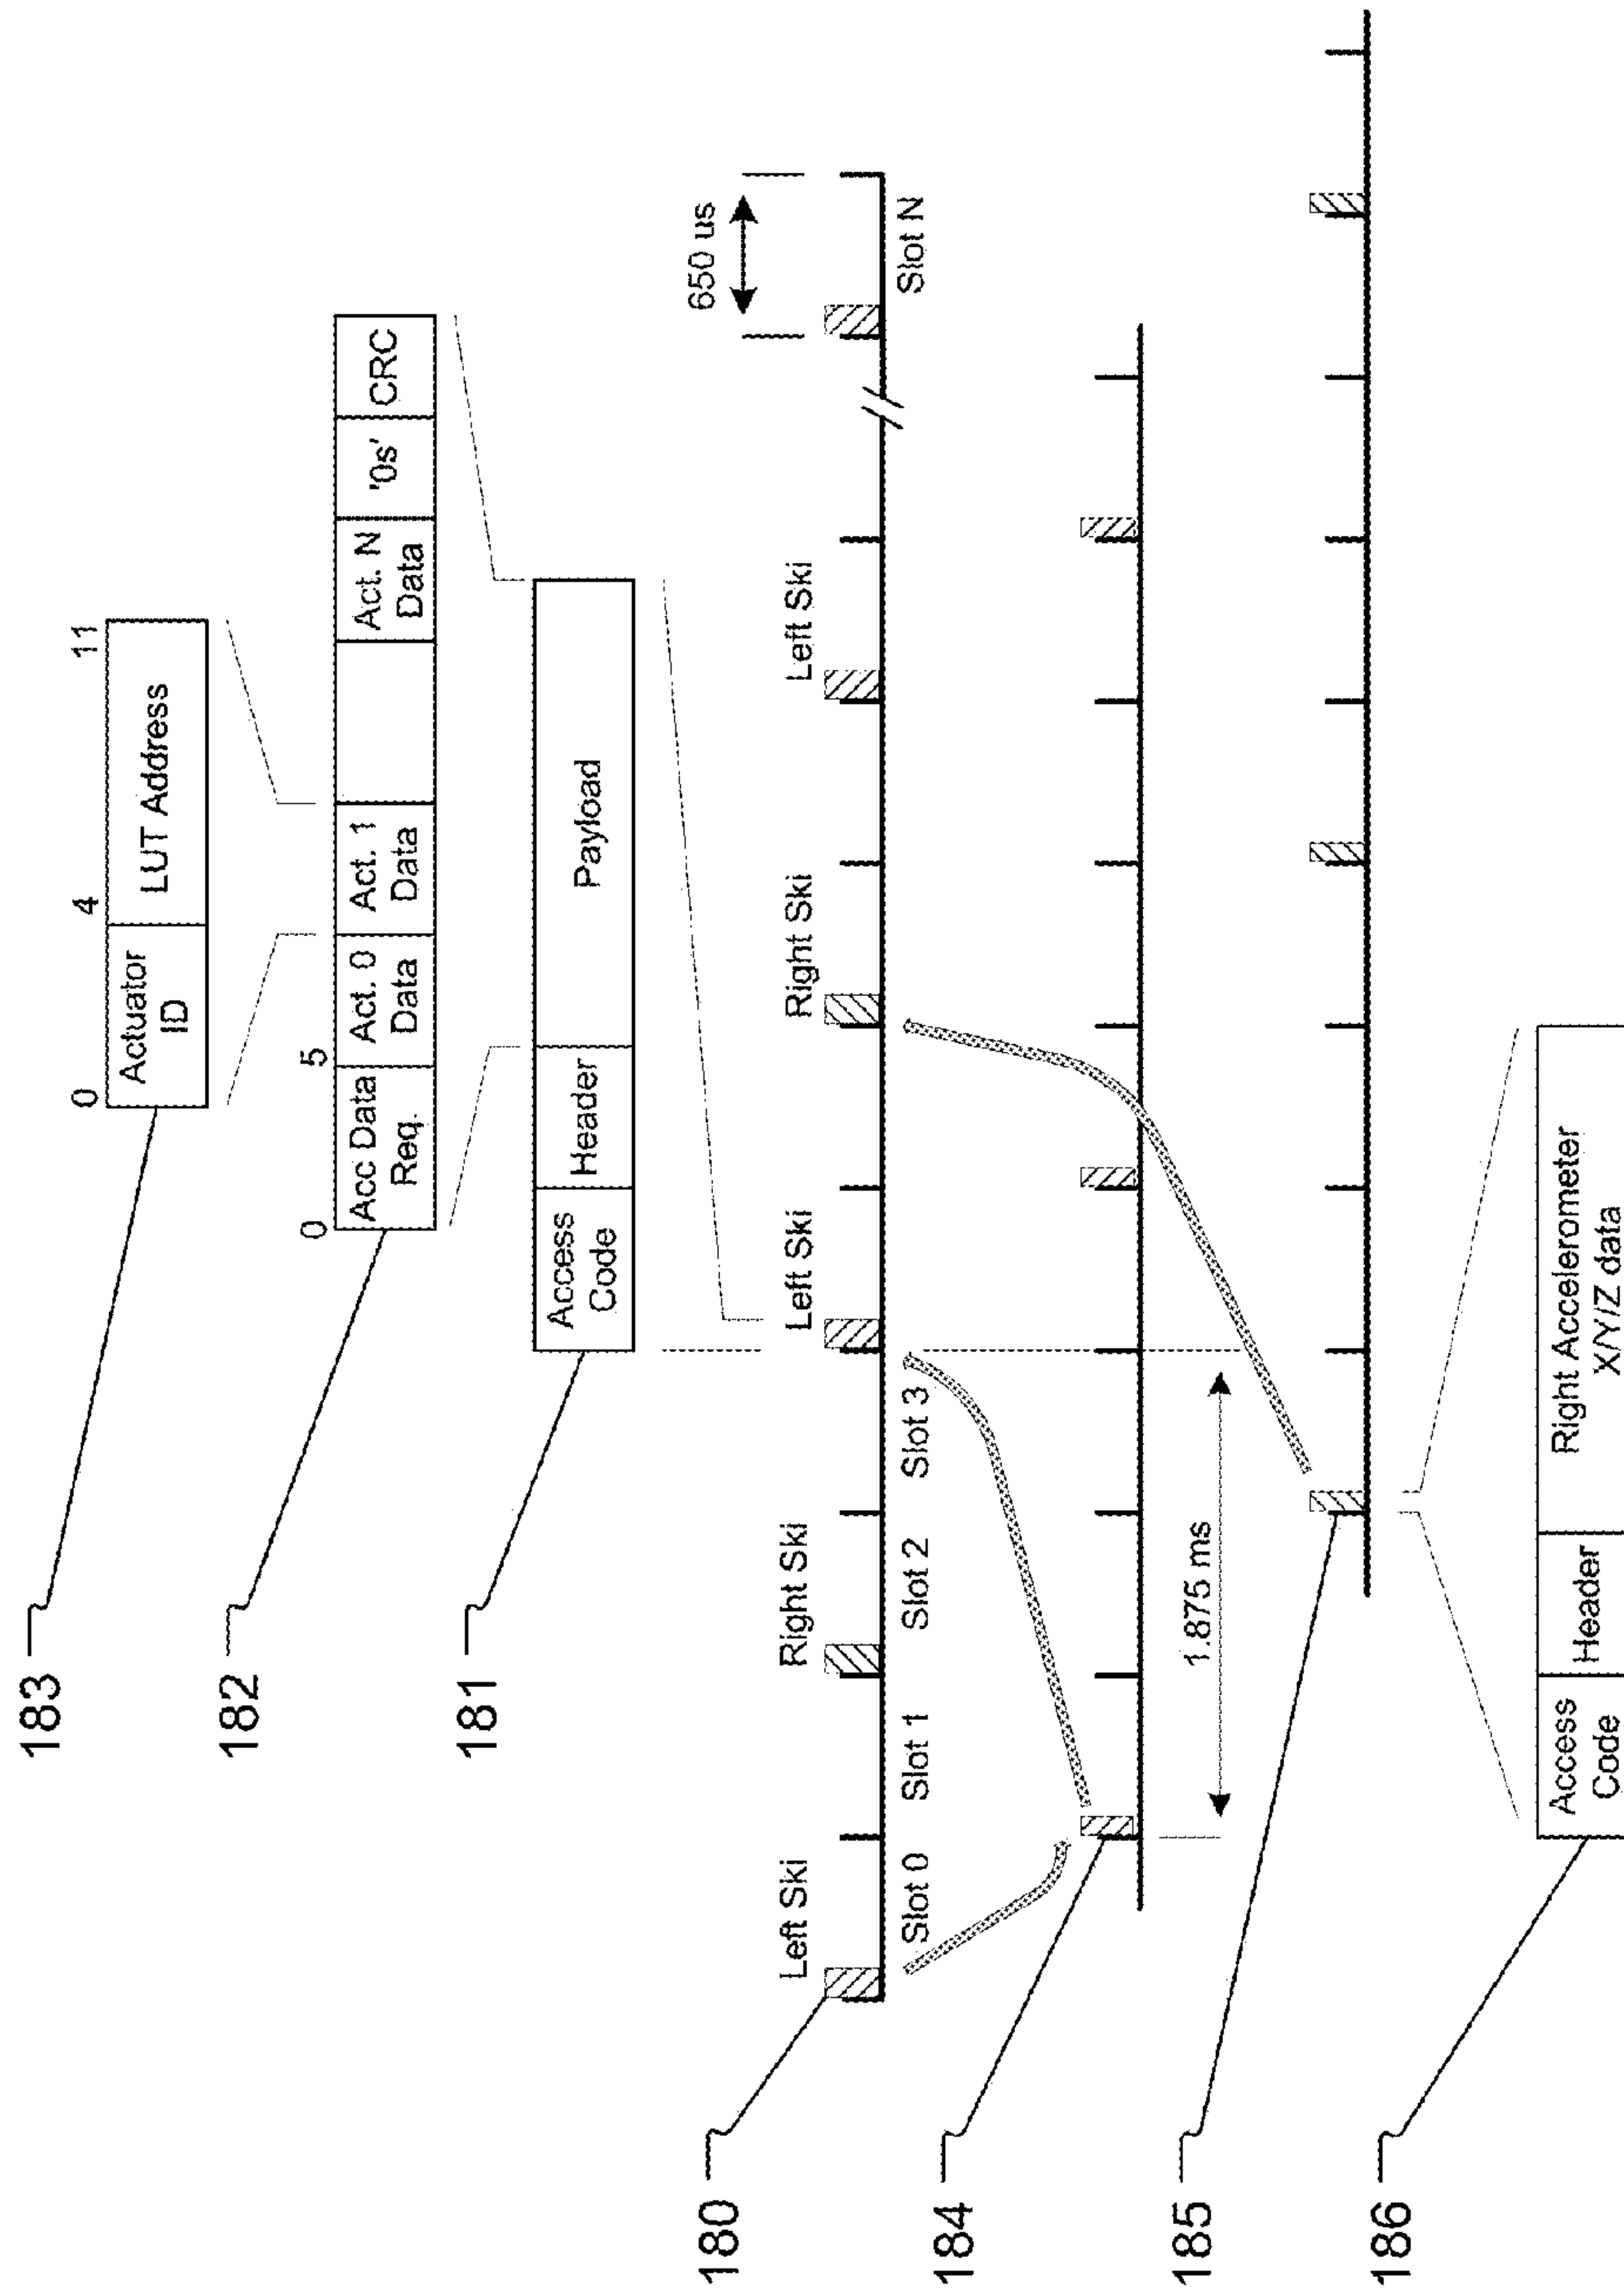 183
0
4
11
Actuator
ID
LUT Address
182
0
5
Acc Data
Req.
Act. 0
Data
Act. 1
Data
Act. N
Data
'0s'
CRC
181
Access
Code
Header
Payload
650 us
180
Left Ski
Right Ski
Left Ski
Right Ski
Left Ski
Slot 0
Slot 1
Slot 2
Slot 3
Slot N
184
1.875 ms
185
186
Access
Code
Header
Right Accelerometer
X/Y/Z data